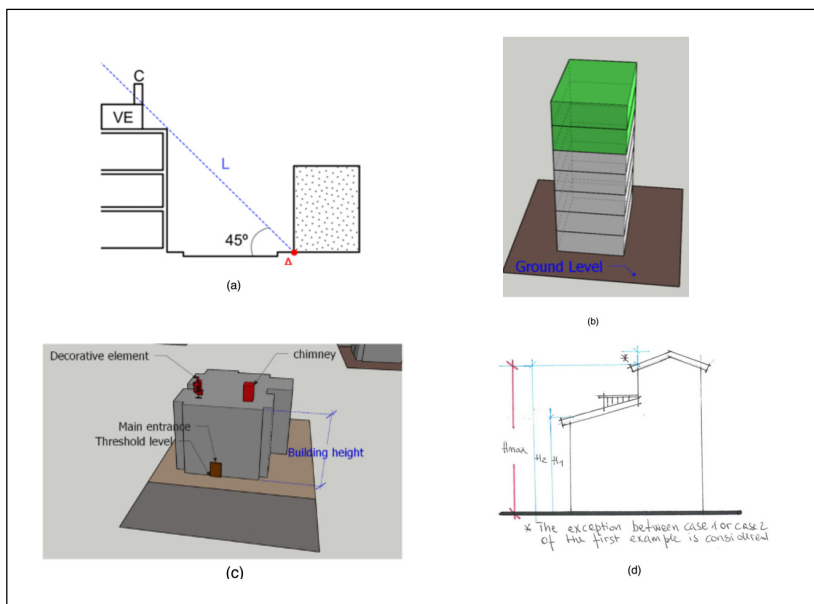 C
VE
L
45º
Δ
(a)
Ground Level
(b)
Decorative element
chimney
Main entrance
Threshold level
Building height
(c)
*
Hmax
H2
H1
* The exception between case 1 or case 2
of the first example is considered
(d)